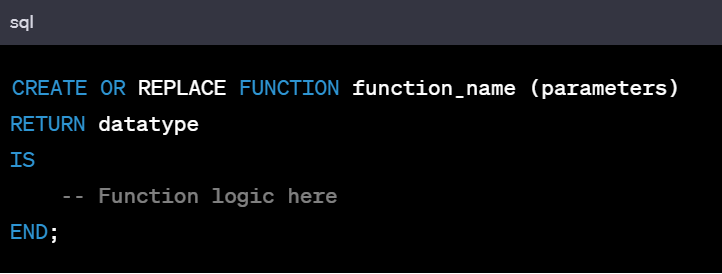 sql
CREATE OR REPLACE FUNCTION function_name (parameters)
RETURN datatype
IS
    -- Function logic here
END;